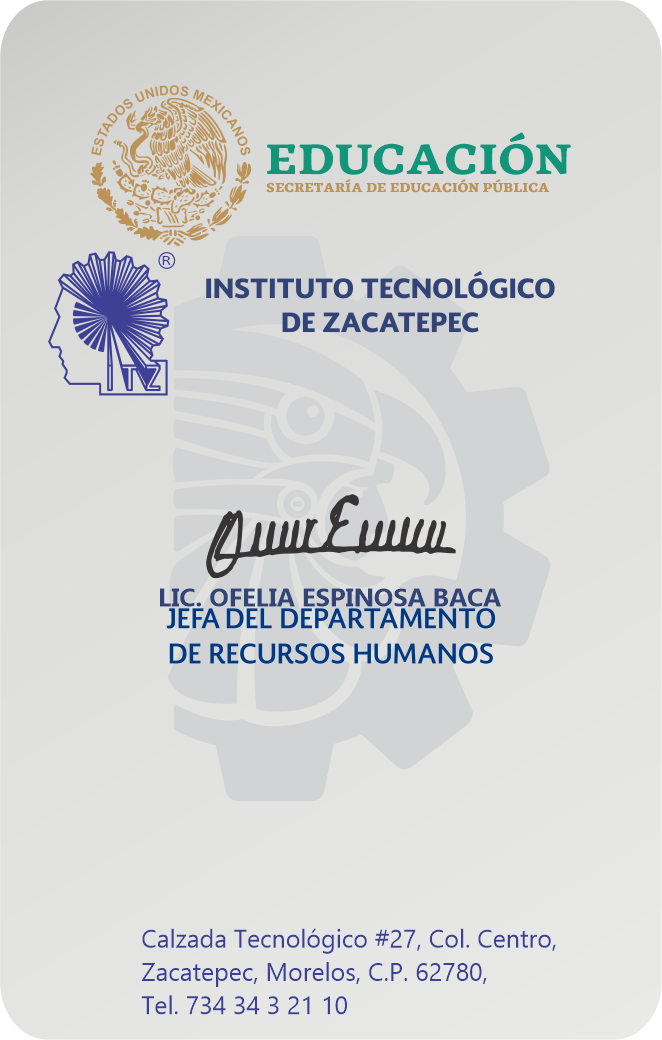 ESTADOS UNIDOS MEXICANOS
EDUCACIÓN
SECRETARÍA DE EDUCACIÓN PÚBLICA
®
INSTITUTO TECNOLÓGICO
DE ZACATEPEC
ITZ
LIC. OFELIA ESPINOSA BACA
JEFA DEL DEPARTAMENTO
DE RECURSOS HUMANOS
Calzada Tecnológico #27, Col. Centro,
Zacatepec, Morelos, C.P. 62780,
Tel. 734 34 3 21 10